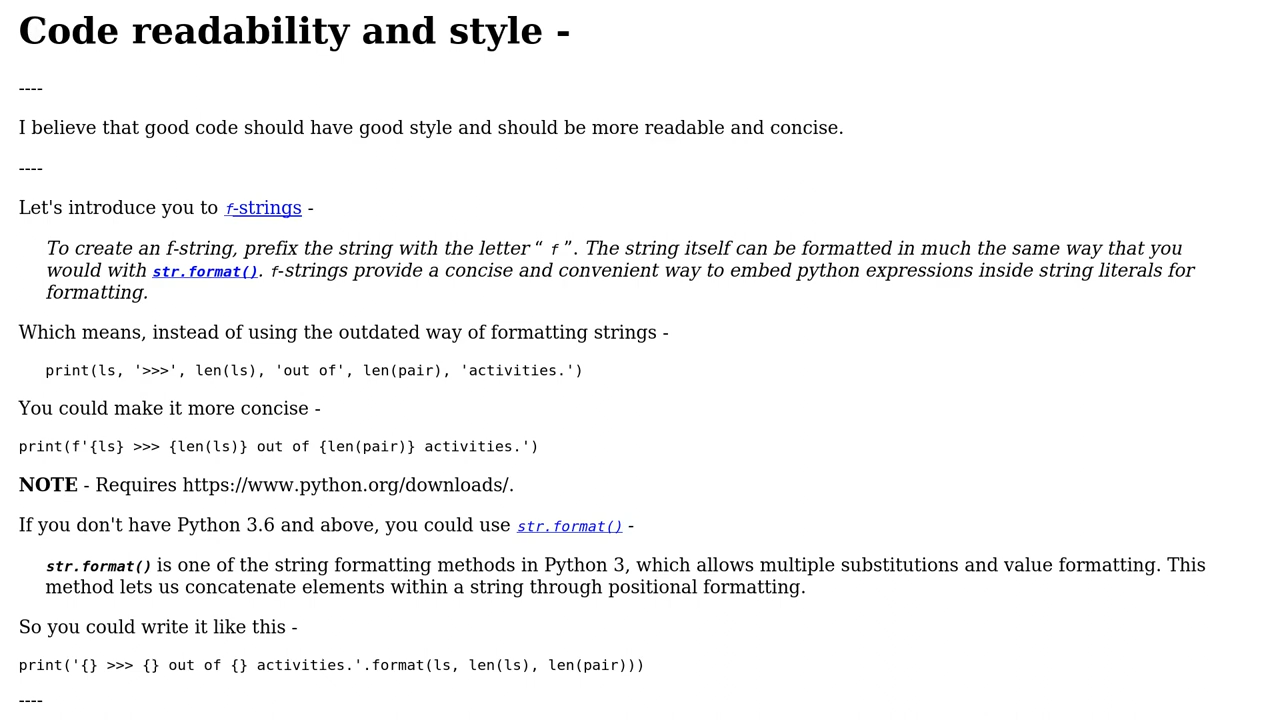 Code readability and style -
----
I believe that good code should have good style and should be more readable and concise.
----
Let's introduce you to f-strings -
To create an f-string, prefix the string with the letter “ f ”. The string itself can be formatted in much the same way that you
would with str.format(). f-strings provide a concise and convenient way to embed python expressions inside string literals for
formatting.
Which means, instead of using the outdated way of formatting strings -
print(ls, '>>>', len(ls), 'out of', len(pair), 'activities.')
You could make it more concise -
print(f'{ls} >>> {len(ls)} out of {len(pair)} activities.')
NOTE - Requires https://www.python.org/downloads/.
If you don't have Python 3.6 and above, you could use str.format() -
str.format() is one of the string formatting methods in Python 3, which allows multiple substitutions and value formatting. This
method lets us concatenate elements within a string through positional formatting.
So you could write it like this -
print('{} >>> {} out of {} activities.'.format(ls, len(ls), len(pair)))
----